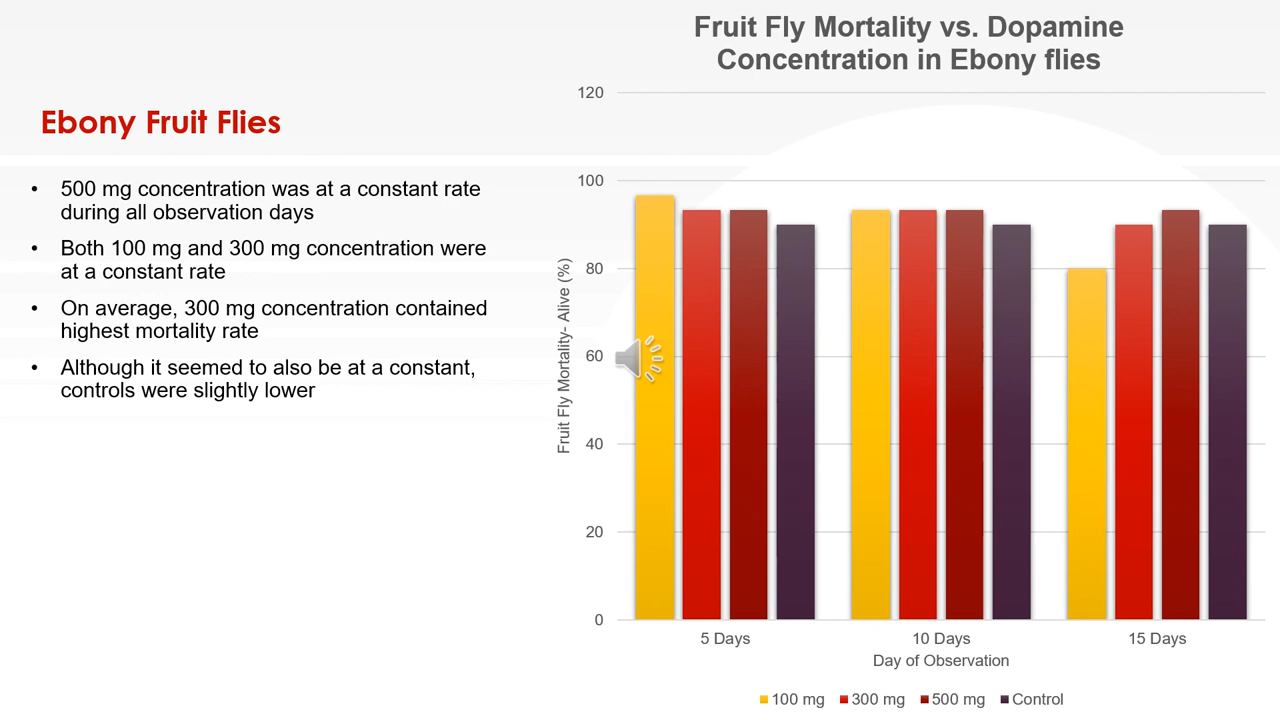 Fruit Fly Mortality vs. Dopamine
Concentration in Ebony flies
Ebony Fruit Flies
• 500 mg concentration was at a constant rate
during all observation days
• Both 100 mg and 300 mg concentration were
at a constant rate
• On average, 300 mg concentration contained
highest mortality rate
• Although it seemed to also be at a constant,
controls were slightly lower
Fruit Fly Mortality- Alive (%)
120
100
80
60
40
20
0
5 Days 10 Days 15 Days
Day of Observation
100 mg 300 mg 500 mg Control